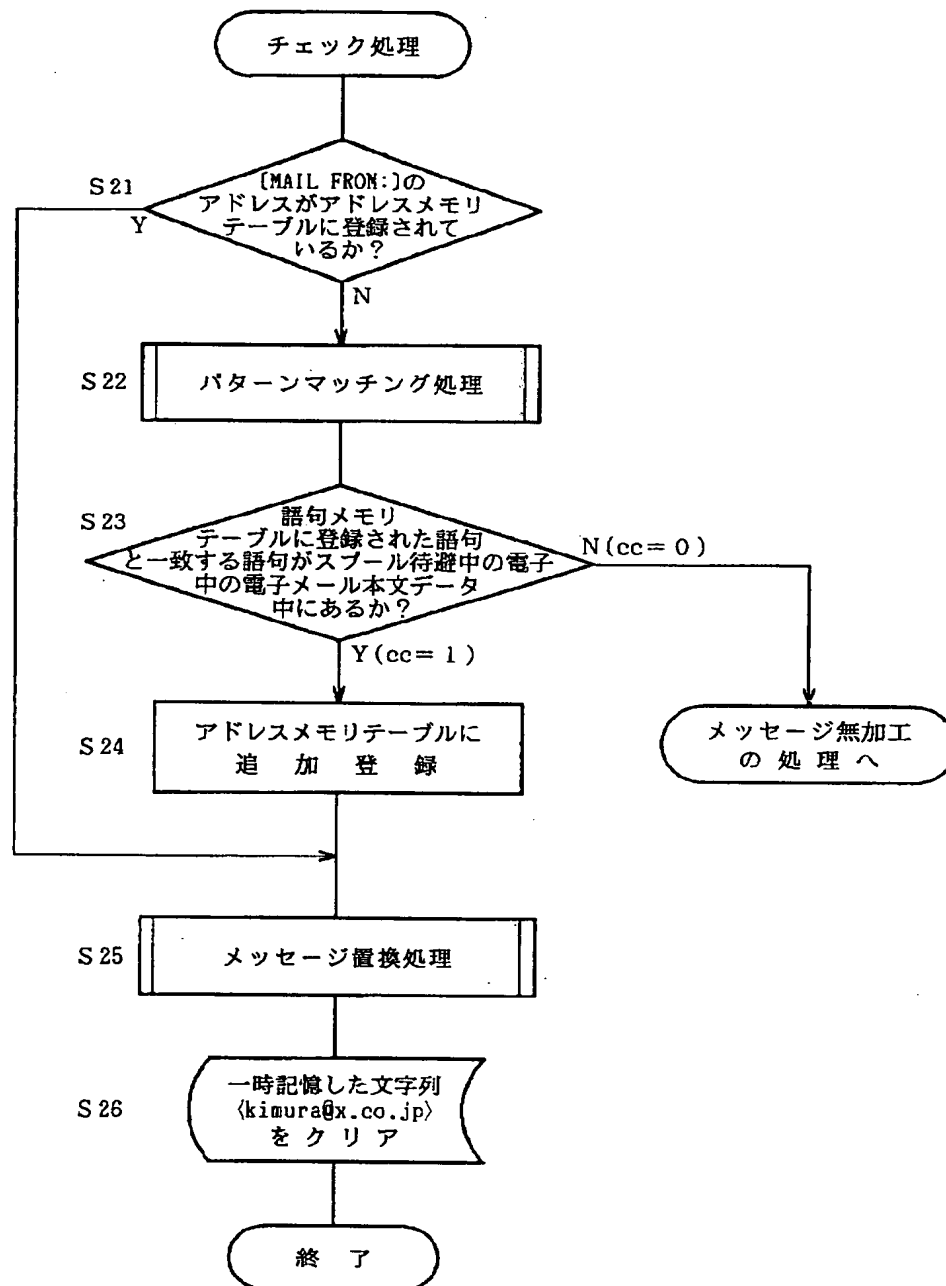 チェック処理
S21
[MAIL FROM:]の
アドレスがアドレスメモリ
テーブルに登録されて
いるか？
Y
N
S22
パターンマッチング処理
S23
語句メモリ
テーブルに登録された語句
と一致する語句がスプール待避中の電子
中の電子メール本文データ
中にあるか？
N(cc=0)
Y(cc=1)
S24
アドレスメモリテーブルに
追加登録
メッセージ無加工
の処理へ
S25
メッセージ置換処理
S26
一時記憶した文字列
〈kimura@x.co.jp〉
をクリア
終了